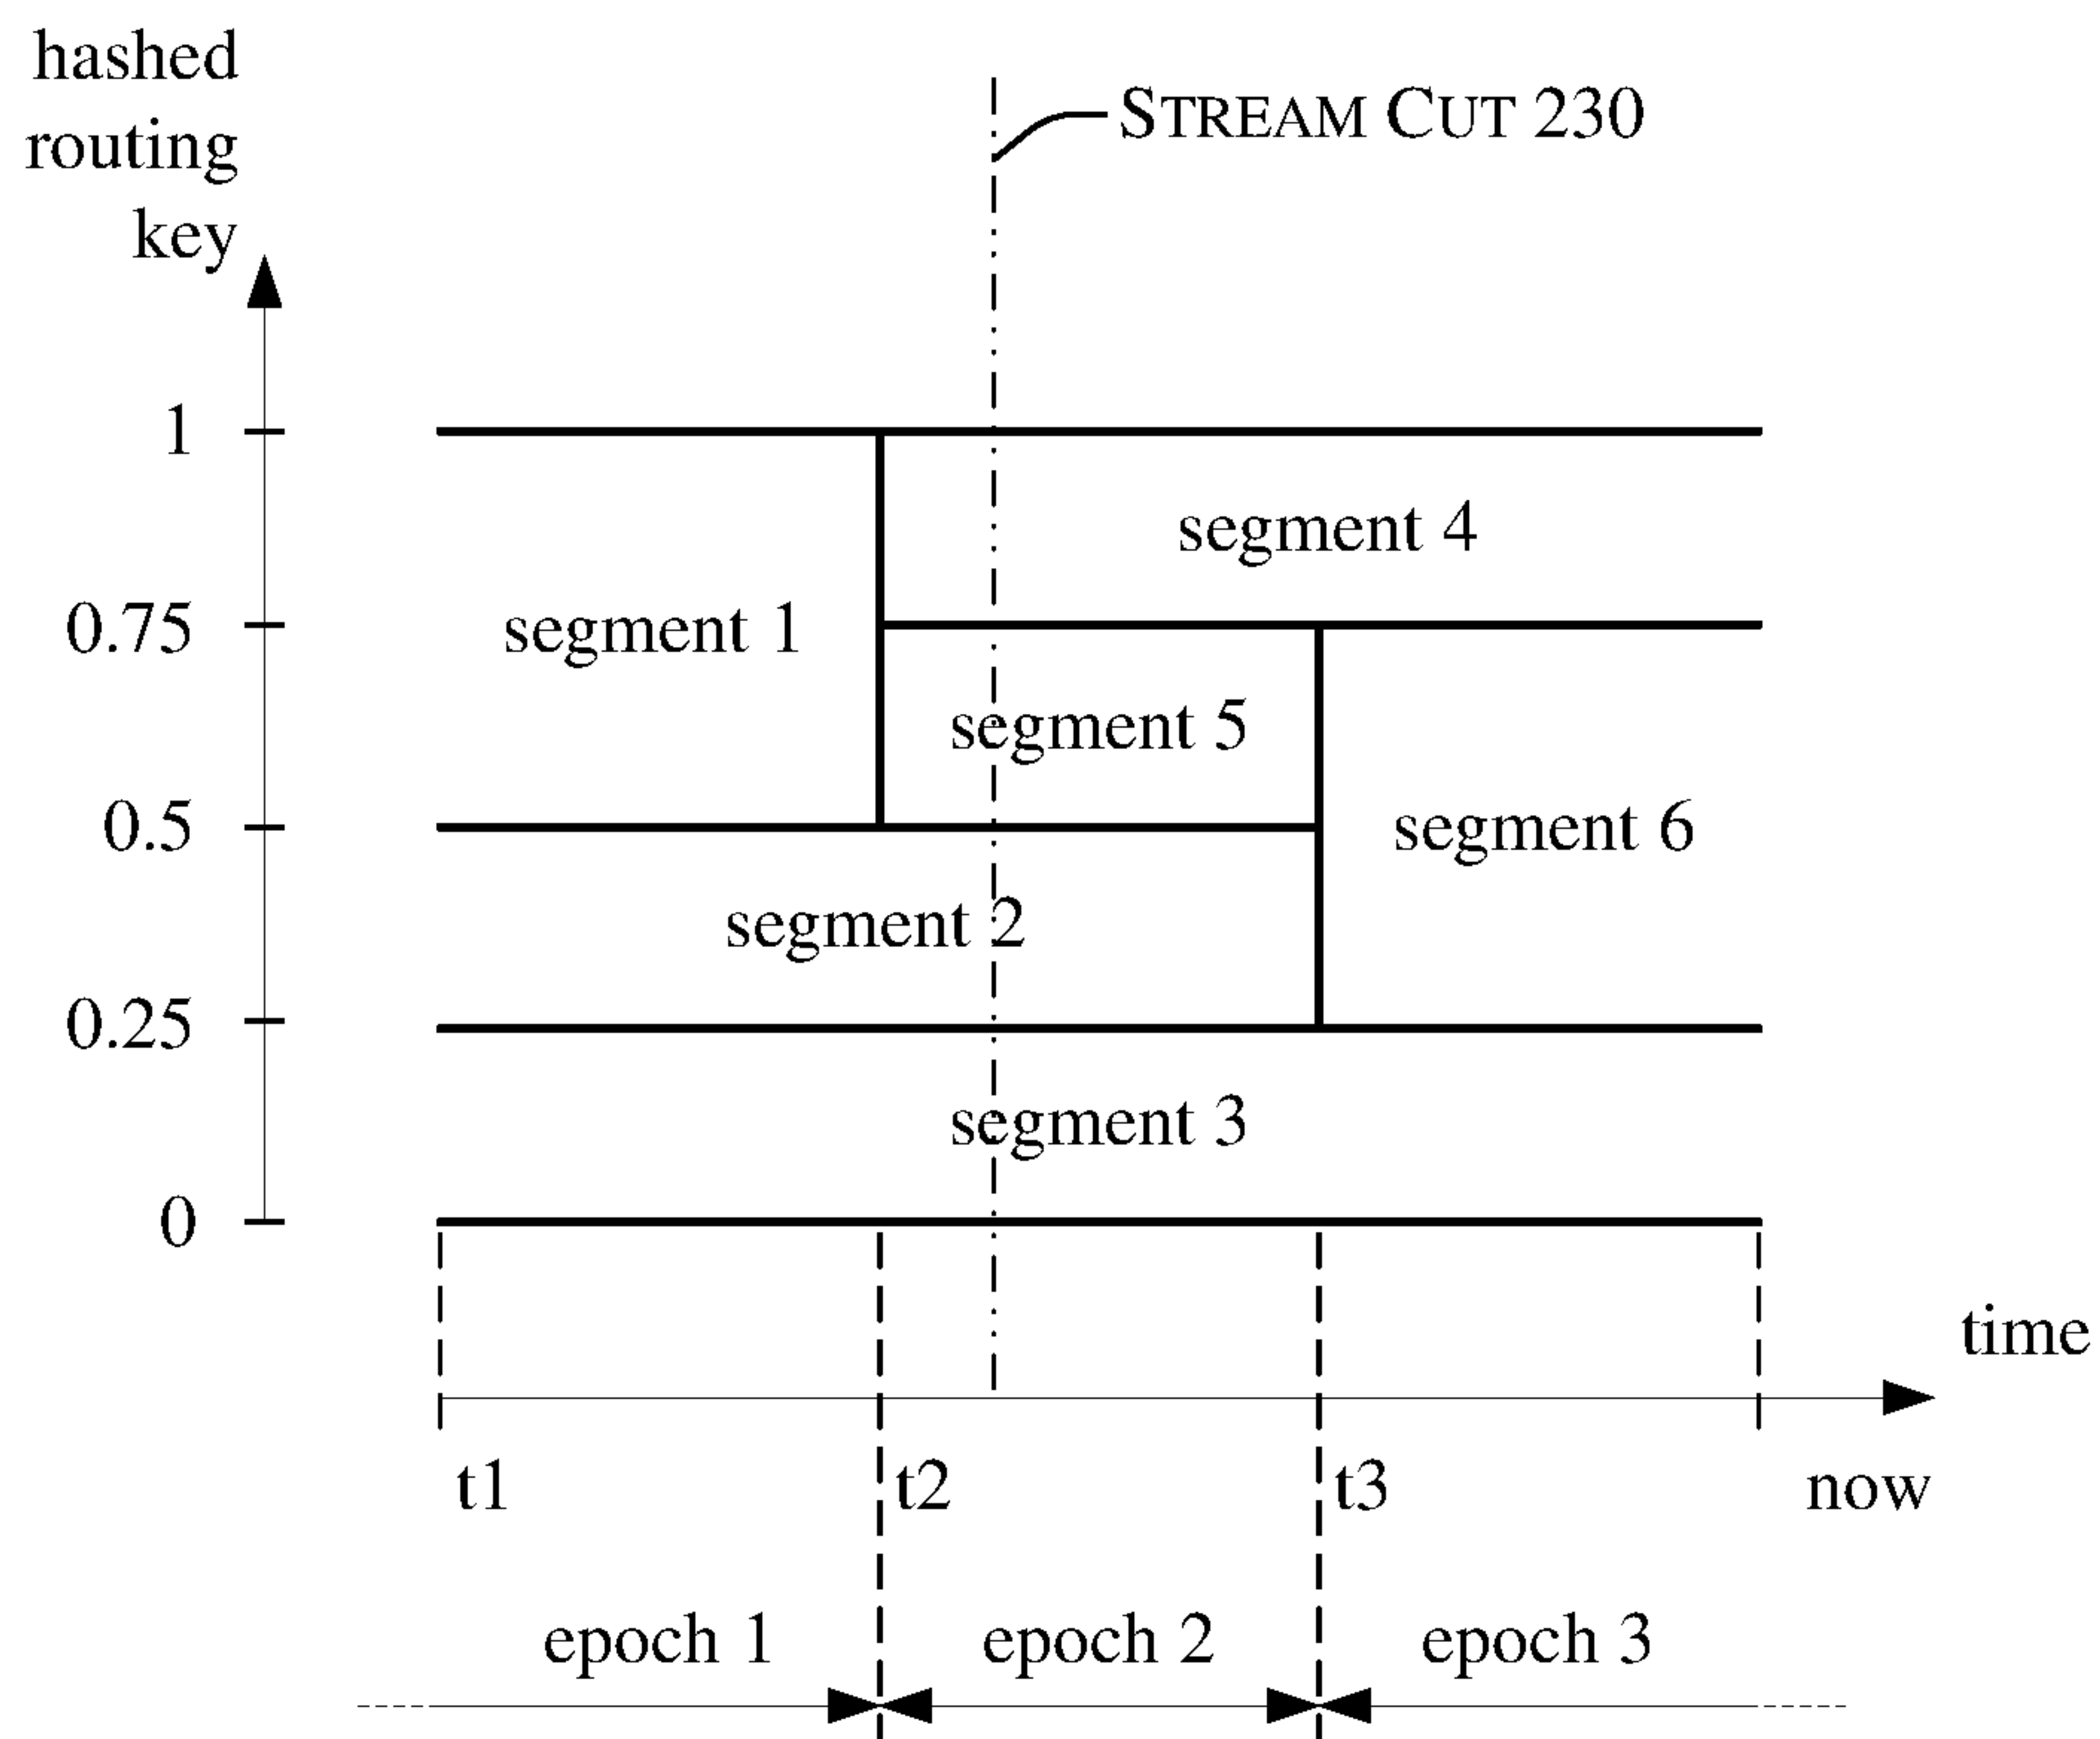 hashed
routing
key
STREAM CUT 230
1
segment 4
0.75
segment 1
segment 5
0.5
segment 6
segment 2
0.25
segment 3
0
time
t1
t2
t3
now
epoch 1
epoch 2
epoch 3